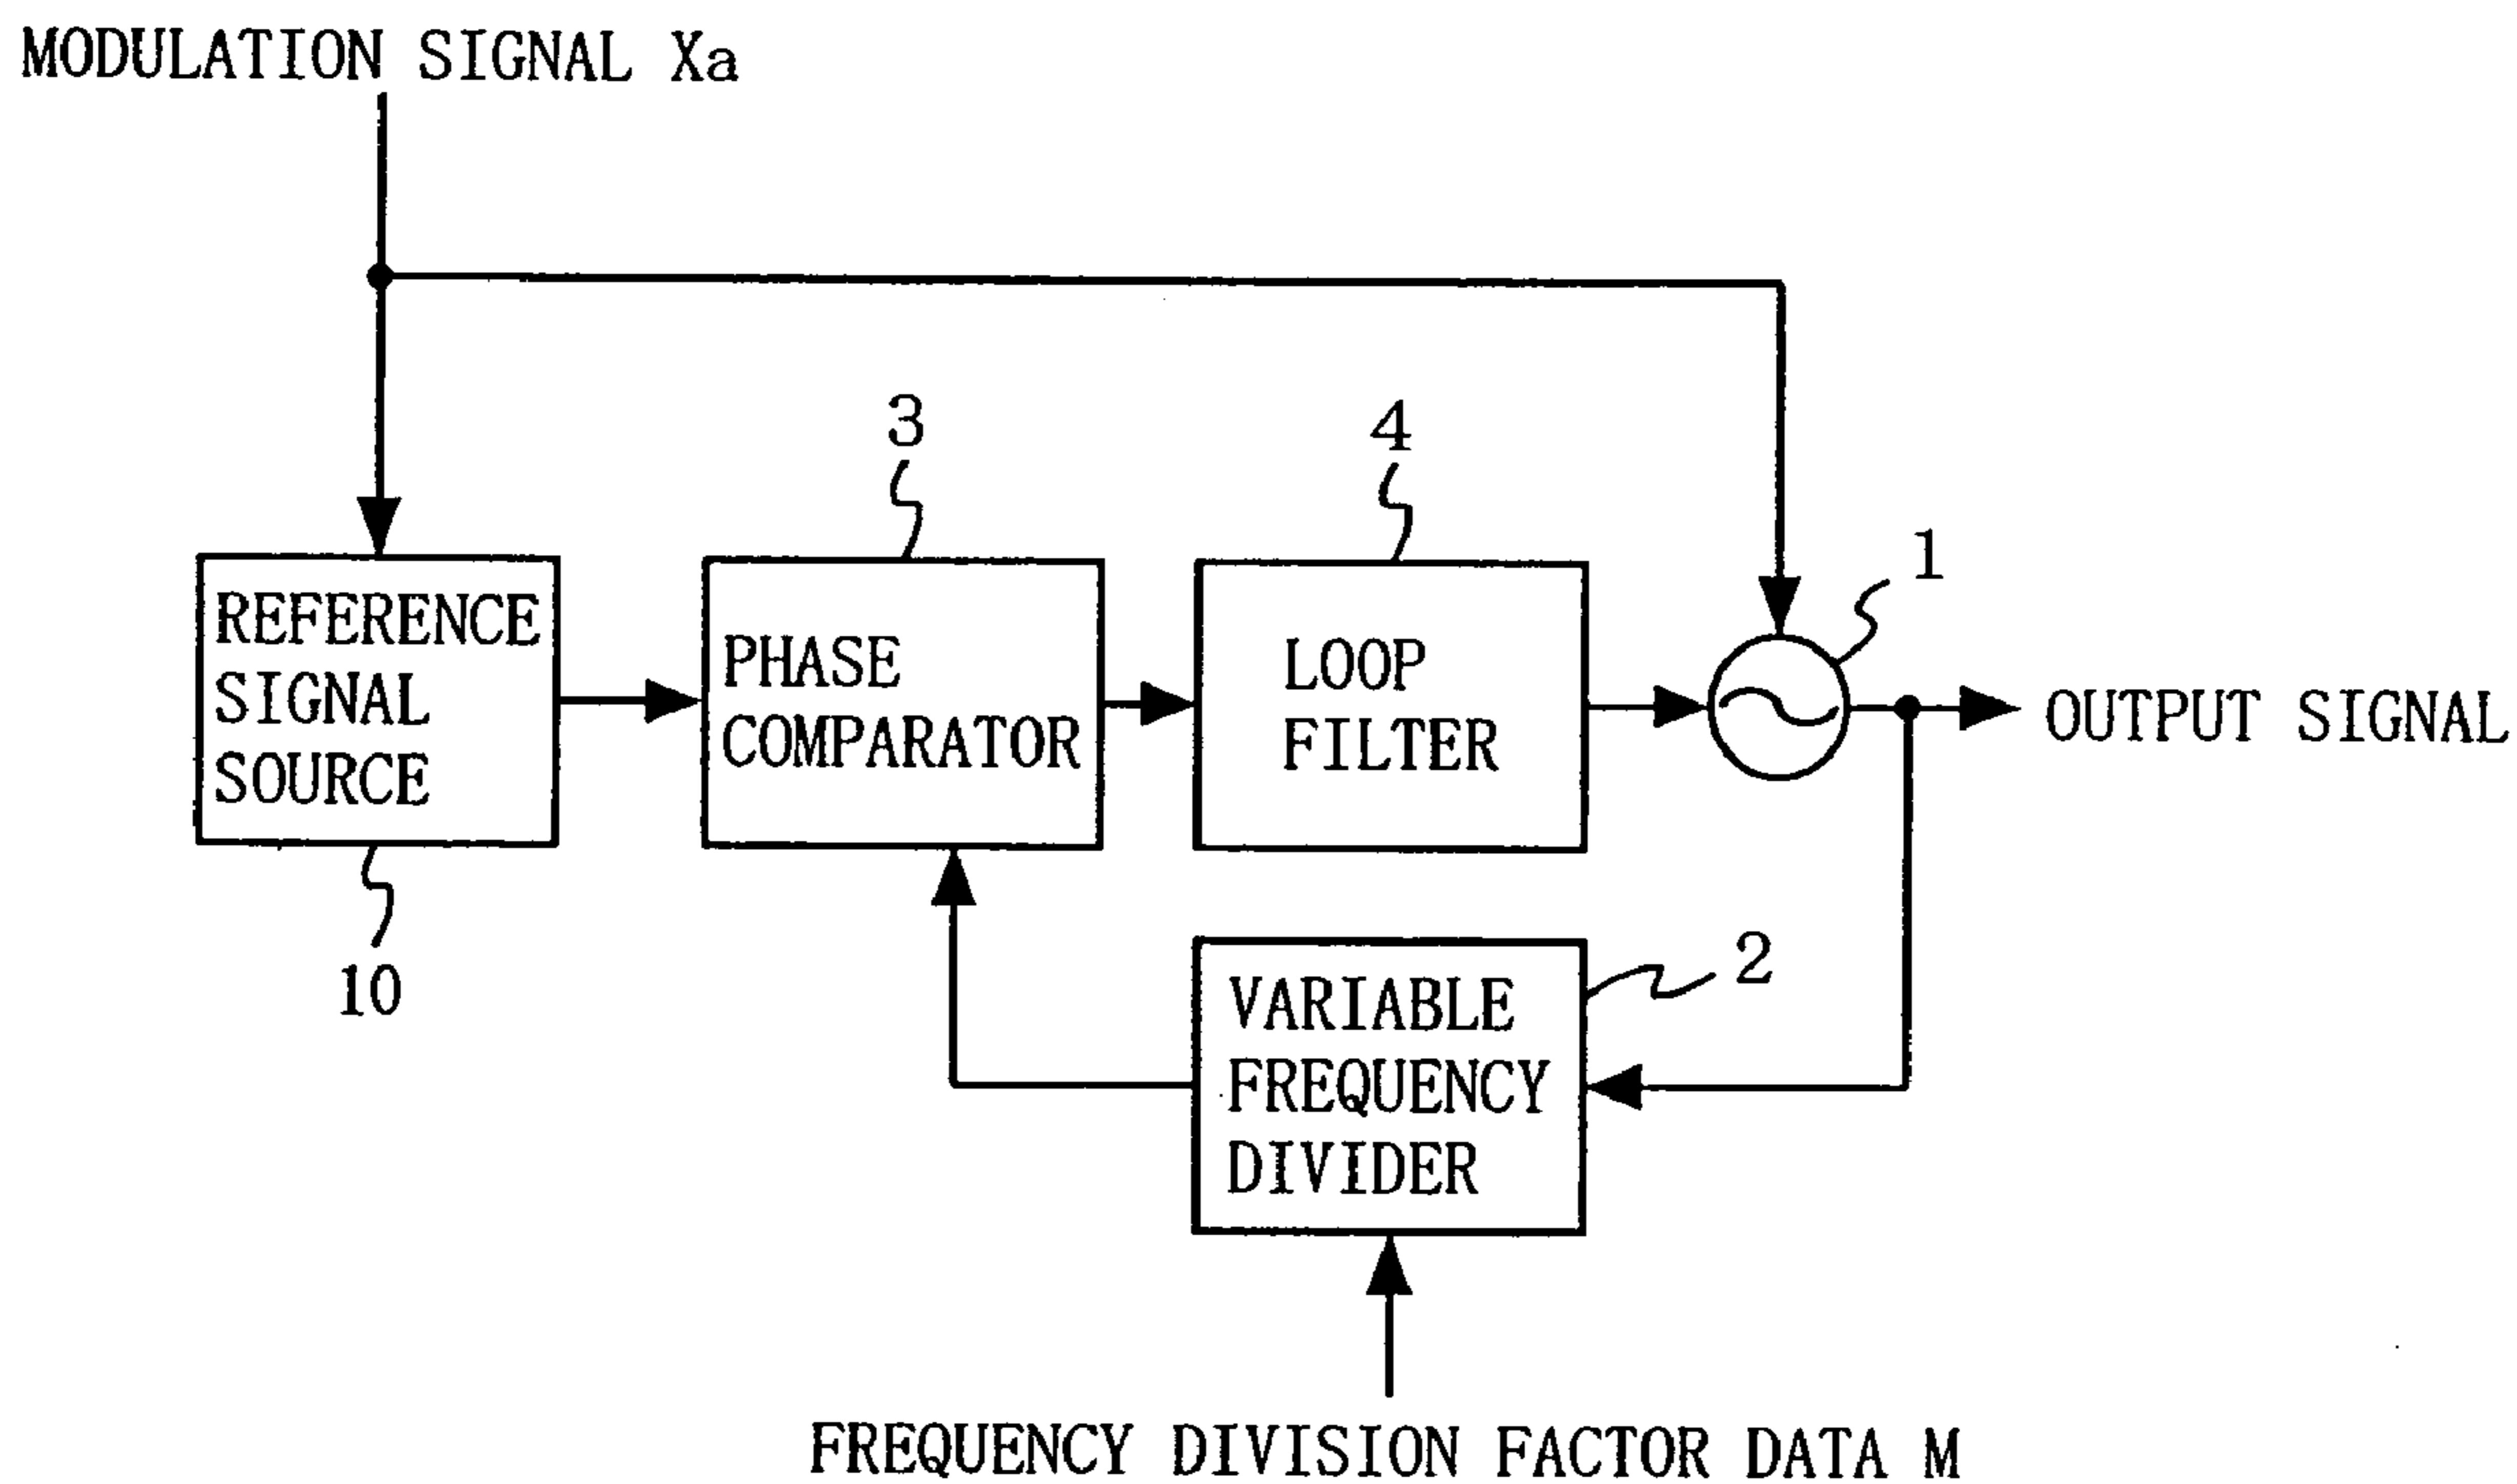 MODULATION SIGNAL Xa
3
4
1
REFERENCE
SIGNAL
SOURCE
PHASE
COMPARATOR
LOOP
FILTER
OUTPUT SIGNAL
10
2
VARIABLE
FREQUENCY
DIVIDER
FREQUENCY DIVISION FACTOR DATA M